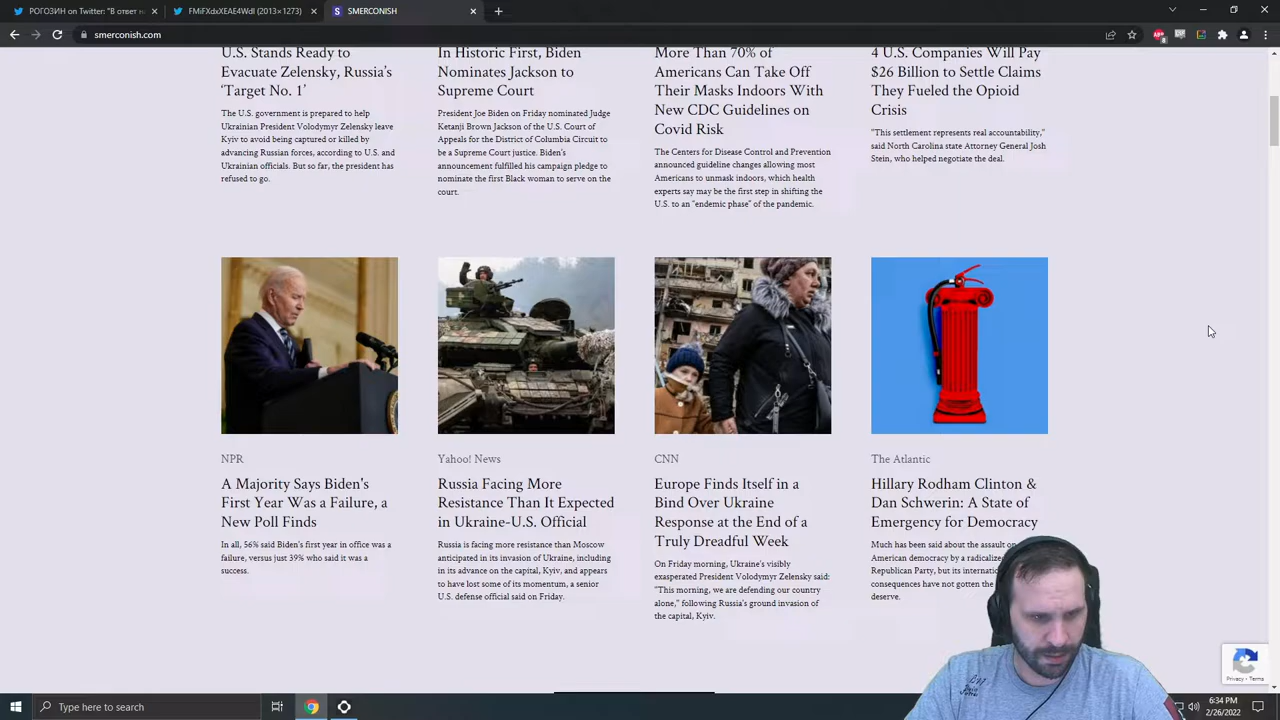 РОГОЗИН on Twitter: "В ответ н
FMiFXdxXEAE4Wdl (2013×1273)
SMERCONISH
smerconish.com
U.S. Stands Ready to
Evacuate Zelensky, Russia's
'Target No. 1'
The U.S. government is prepared to help
Ukrainian President Volodymyr Zelensky leave
Kyiv to avoid being captured or killed by
advancing Russian forces, according to U.S. and
Ukrainian officials. But so far, the president has
refused to go.
In Historic First, Biden
Nominates Jackson to
Supreme Court
President Joe Biden on Friday nominated Judge
Ketanji Brown Jackson of the U.S. Court of
Appeals for the District of Columbia Circuit to
be a Supreme Court justice. Biden's
announcement fulfilled his campaign pledge to
nominate the first Black woman to serve on the
court.
More Than 70% of
Americans Can Take Off
Their Masks Indoors With
New CDC Guidelines on
Covid Risk
The Centers for Disease Control and Prevention
announced guideline changes allowing most
Americans to unmask indoors, which health
experts say may be the first step in shifting the
U.S. to an "endemic phase" of the pandemic.
4 U.S. Companies Will Pay
$26 Billion to Settle Claims
They Fueled the Opioid
Crisis
"This settlement represents real accountability,"
said North Carolina state Attorney General Josh
Stein, who helped negotiate the deal.
NPR
A Majority Says Biden's
First Year Was a Failure, a
New Poll Finds
In all, 56% said Biden's first year in office was a
failure, versus just 39% who said it was a
success.
Yahoo! News
Russia Facing More
Resistance Than It Expected
in Ukraine-U.S. Official
Russia is facing more resistance than Moscow
anticipated in its invasion of Ukraine, including
in its advance on the capital, Kyiv, and appears
to have lost some of its momentum, a senior
U.S. defense official said on Friday.
CNN
Europe Finds Itself in a
Bind Over Ukraine
Response at the End of a
Truly Dreadful Week
On Friday morning, Ukraine's visibly
exasperated President Volodymyr Zelensky said:
"This morning, we are defending our country
alone," following Russia's ground invasion of
the capital, Kyiv.
The Atlantic
Hillary Rodham Clinton &
Dan Schwerin: A State of
Emergency for Democracy
Much has been said about the assault on
American democracy by a radicalize
Republican Party, but its internatio
consequences have not gotten the
deserve.
Privacy - Terms
Type here to search
6:34 PM
2/26/2022